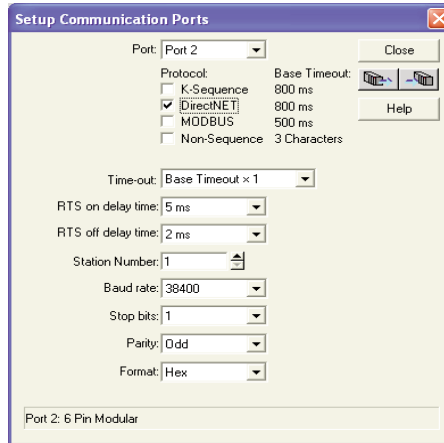 Setup Communication Ports
Port: Port 2 Close
Protocol: Base Timeout:
K-Sequence 800 ms
DirectNET 800 ms
MODBUS 500 ms Help
Non-Sequence 3 Characters
Time-out: Base Timeout × 1
RTS on delay time: 5 ms
RTS off delay time: 2 ms
Station Number: 1
Baud rate: 38400
Stop bits: 1
Parity: Odd
Format: Hex
Port 2: 6 Pin Modular